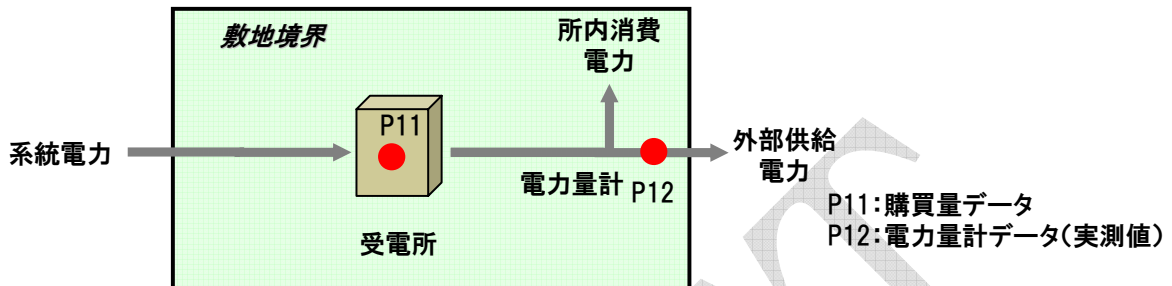 敷地境界
所内消費
電力
P11
系統電力
外部供給
電力
電力量計
P12
受電所
P11:購買量データ
P12:電力量計データ(実測値)